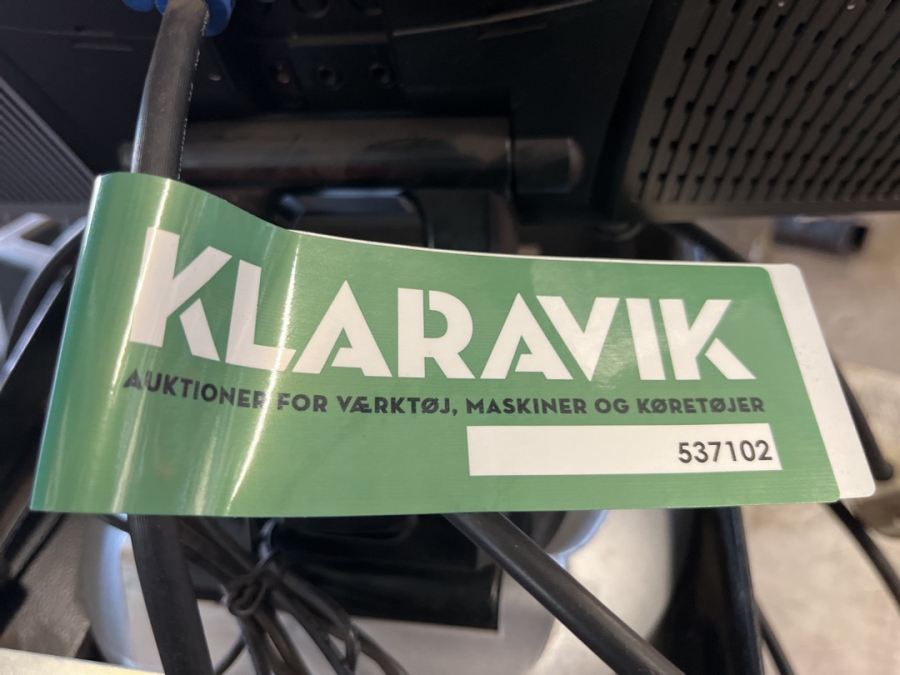 KLARAVIK
AUKTIONER FOR VÆRKTØJ, MASKINER OG KØRETØJER
537102